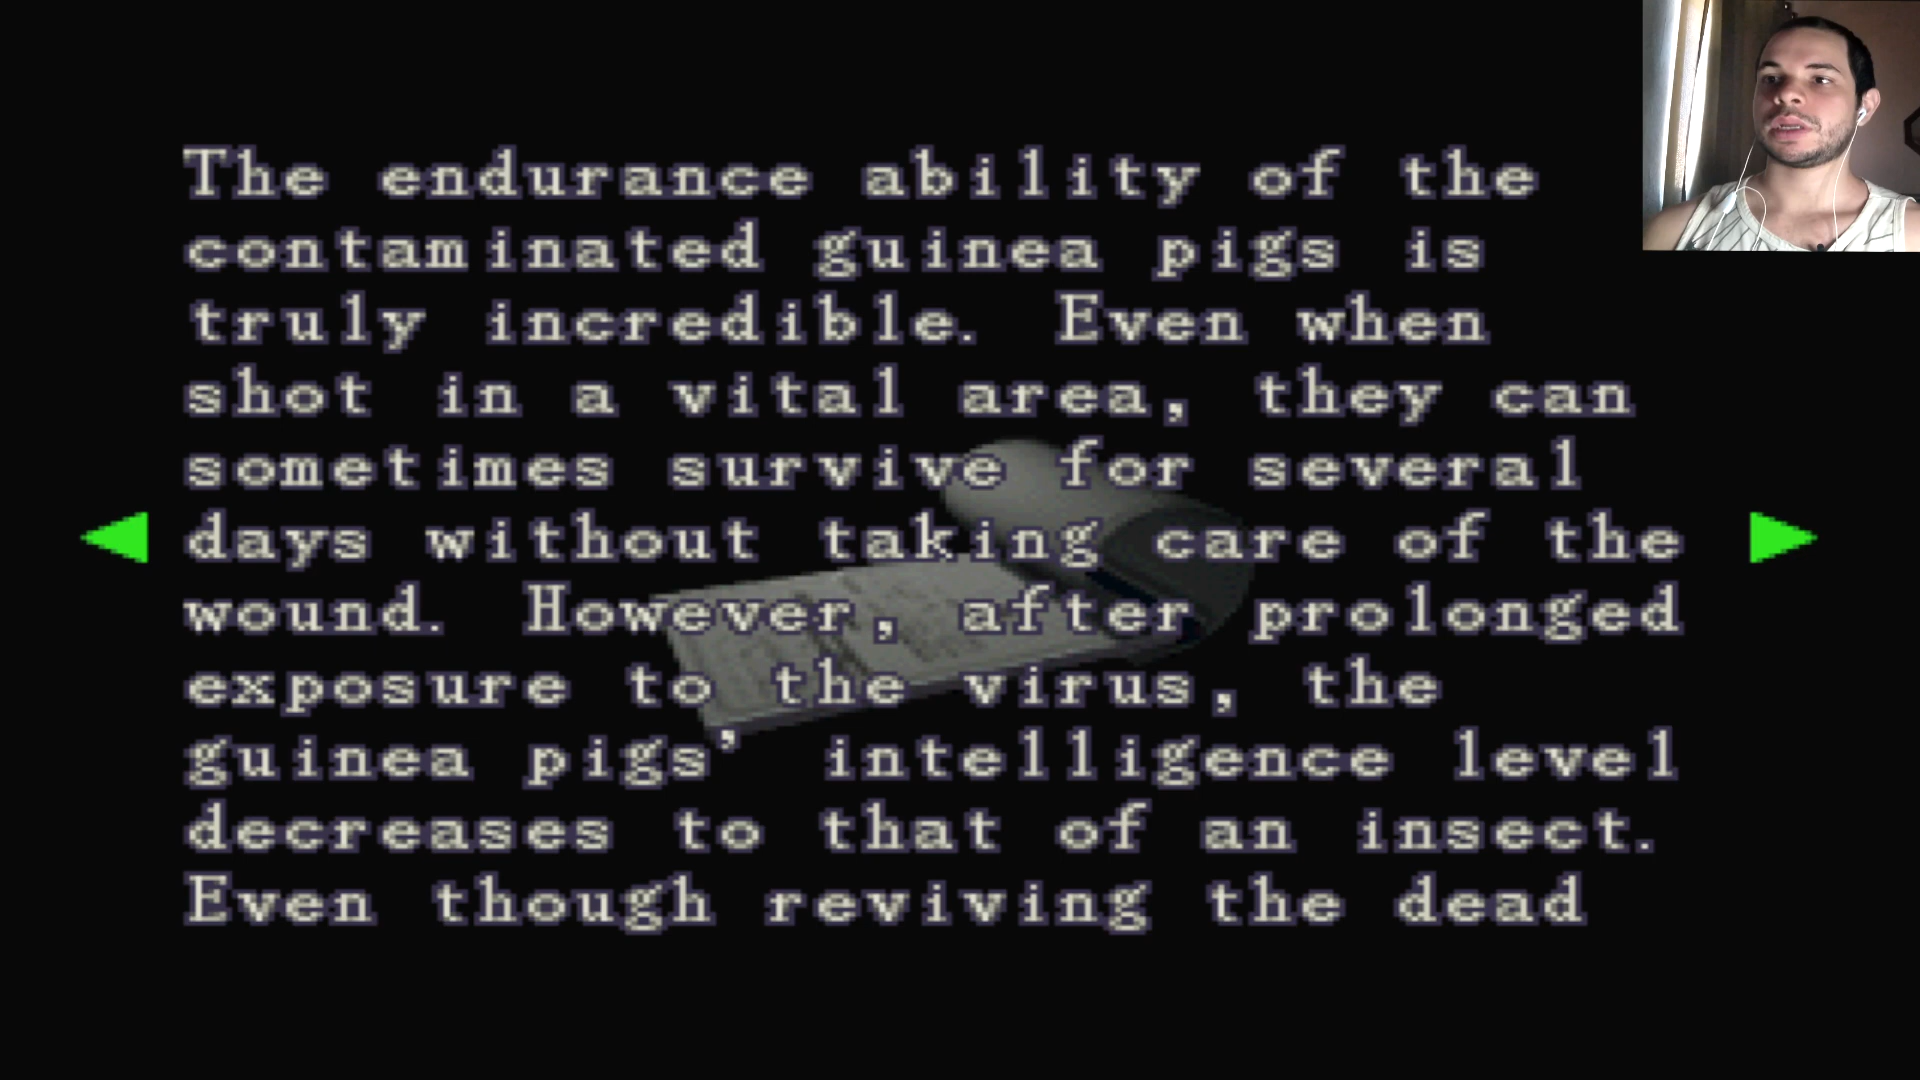 The endurance ability of the
contaminated guinea pigs is
truly incredible. Even when
shot in a vital area, they can
sometimes survive for several
days without taking care of the
wound. However, after prolonged
exposure to the virus, the
guinea pigs' intelligence level
decreases to that of an insect.
Even though reviving the dead